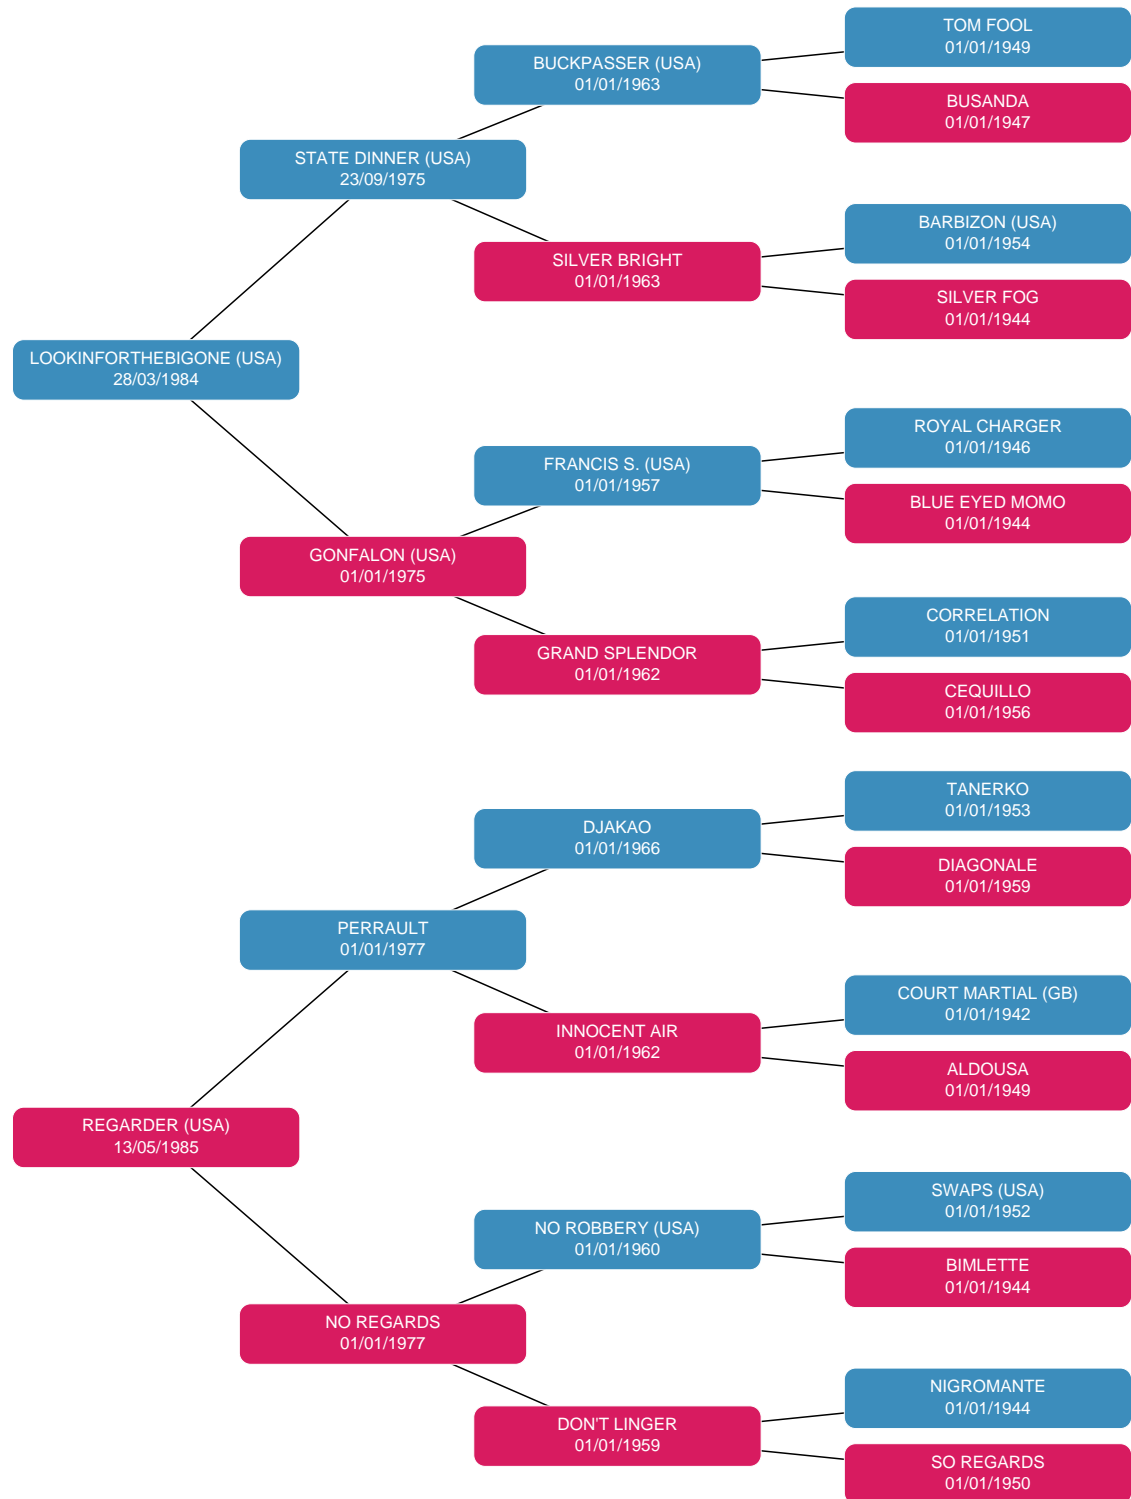 TOM FOOL
01/01/1949
BUCKPASSER (USA)
01/01/1963
BUSANDA
01/01/1947
STATE DINNER (USA)
23/09/1975
BARBIZON (USA)
01/01/1954
SILVER BRIGHT
01/01/1963
SILVER FOG
01/01/1944
LOOKINFORTHEBIGONE (USA)
28/03/1984
ROYAL CHARGER
01/01/1946
FRANCIS S. (USA)
01/01/1957
BLUE EYED MOMO
01/01/1944
GONFALON (USA)
01/01/1975
CORRELATION
01/01/1951
GRAND SPLENDOR
01/01/1962
CEQUILLO
01/01/1956
TANERKO
01/01/1953
DJAKAO
01/01/1966
DIAGONALE
01/01/1959
PERRAULT
01/01/1977
COURT MARTIAL (GB)
01/01/1942
INNOCENT AIR
01/01/1962
ALDOUSA
01/01/1949
REGARDER (USA)
13/05/1985
SWAPS (USA)
01/01/1952
NO ROBBERY (USA)
01/01/1960
BIMLETTE
01/01/1944
NO REGARDS
01/01/1977
NIGROMANTE
01/01/1944
DON'T LINGER
01/01/1959
SO REGARDS
01/01/1950